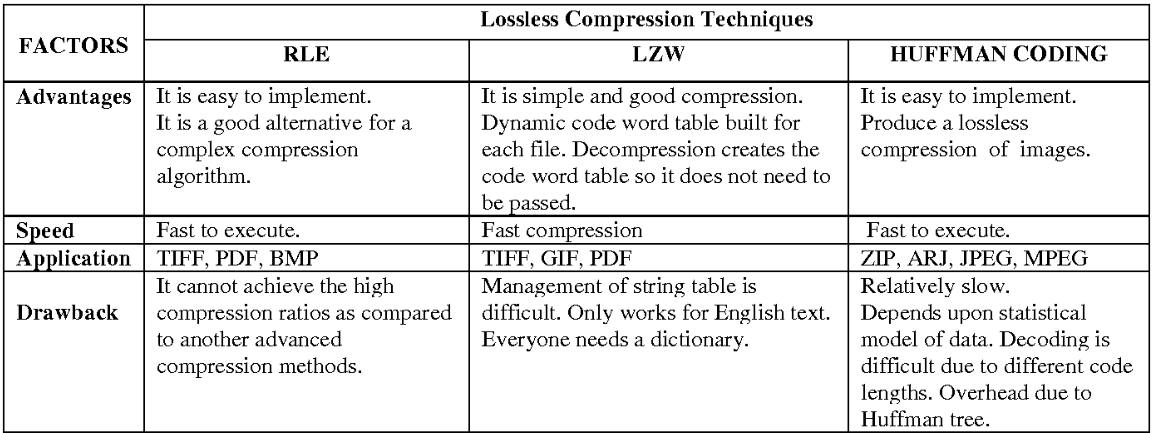 FACTORS
Lossless Compression Techniques
RLE
LZW
HUFFMAN CODING
Advantages
It is easy to implement.
It is a good alternative for a
complex compression
algorithm.
It is simple and good compression.
Dynamic code word table built for
each file. Decompression creates the
code word table so it does not need to
be passed.
It is easy to implement.
Produce a lossless
compression of images.
Speed
Fast to execute.
Fast compression
Fast to execute.
Application
TIFF, PDF, BMP
TIFF, GIF, PDF
ZIP, ARJ, JPEG, MPEG
Drawback
It cannot achieve the high
compression ratios as compared
to another advanced
compression methods.
Management of string table is
difficult. Only works for English text.
Everyone needs a dictionary.
Relatively slow.
Depends upon statistical
model of data. Decoding is
difficult due to different code
lengths. Overhead due to
Huffman tree.